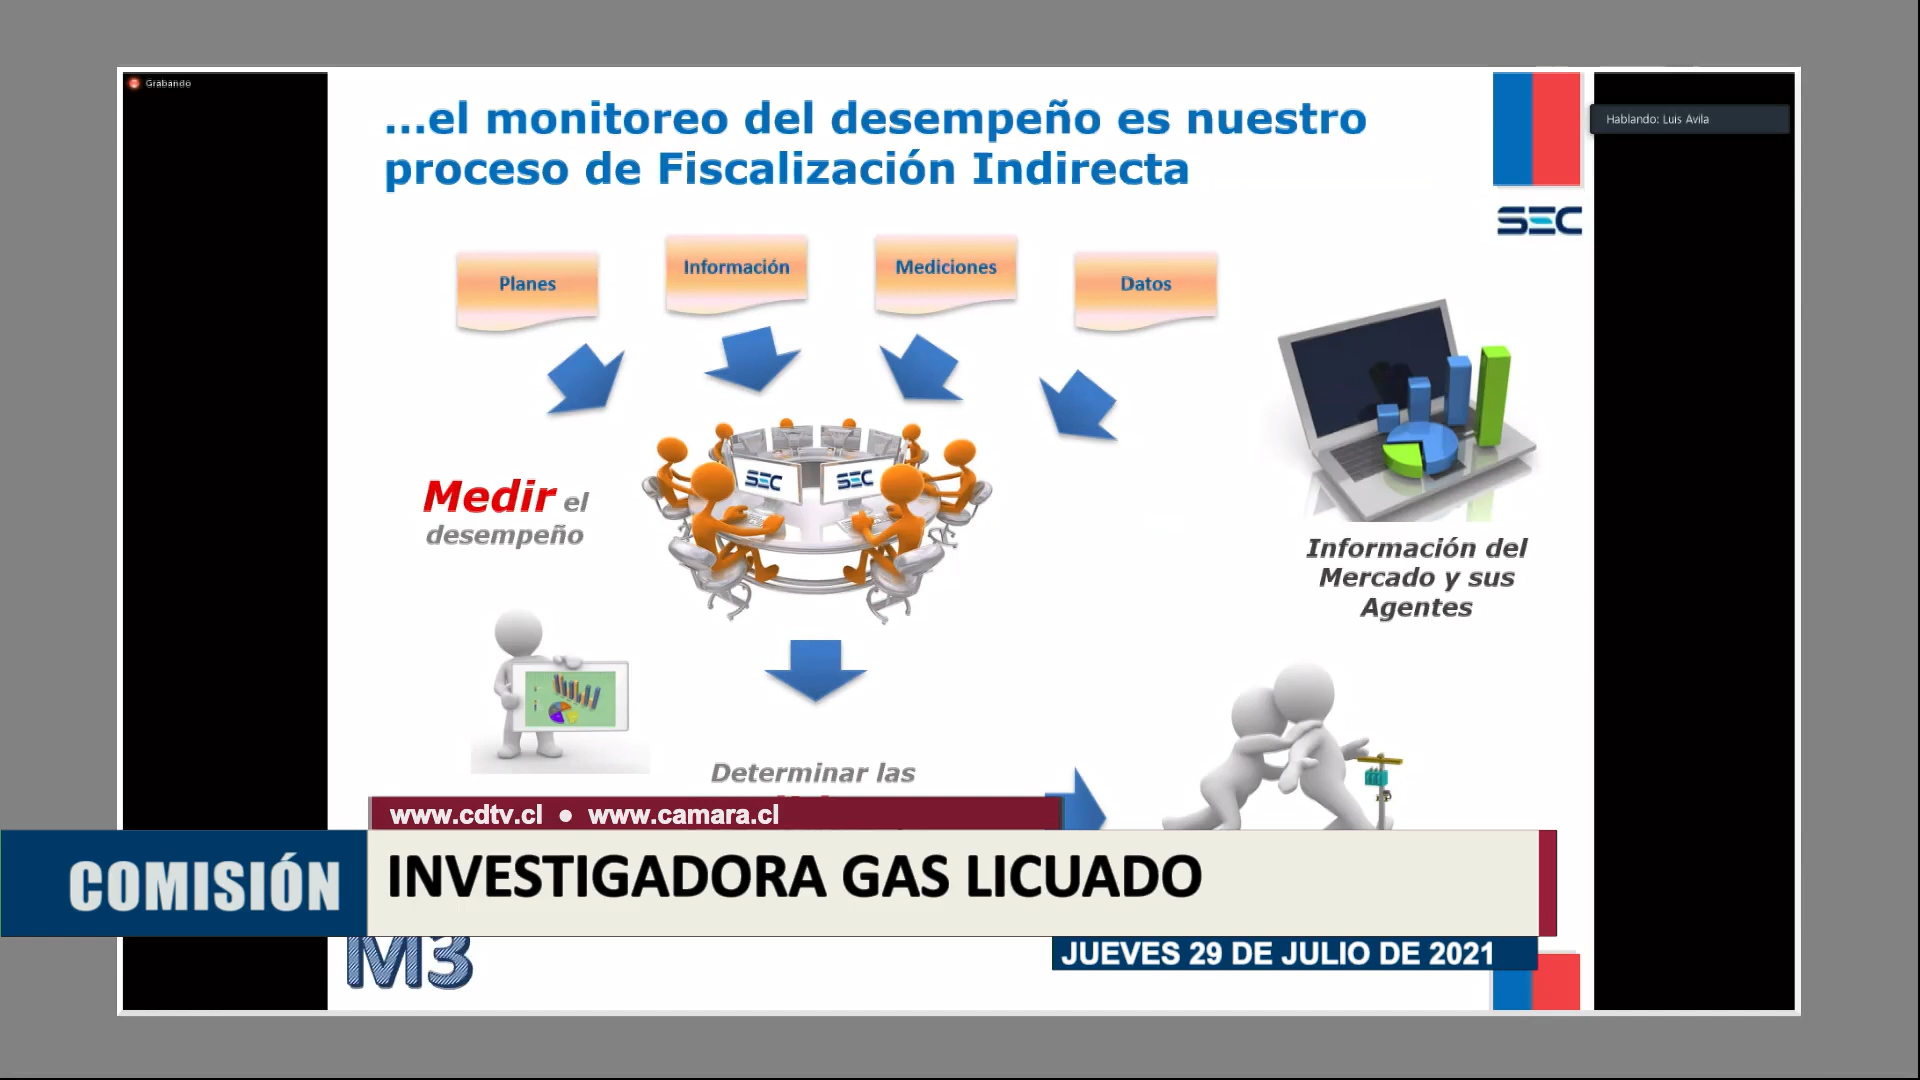 Grabando
...el monitoreo del desempeño es nuestro
proceso de Fiscalización Indirecta
Hablando: Luis Avila
SEC
Planes
Información
Mediciones
Datos
SEC
SEC
Medir el
desempeño
Información del
Mercado y sus
Agentes
Determinar las
www.cdtv.cl ● www.camara.cl
COMISIÓN
INVESTIGADORA GAS LICUADO
M3
JUEVES 29 DE JULIO DE 2021